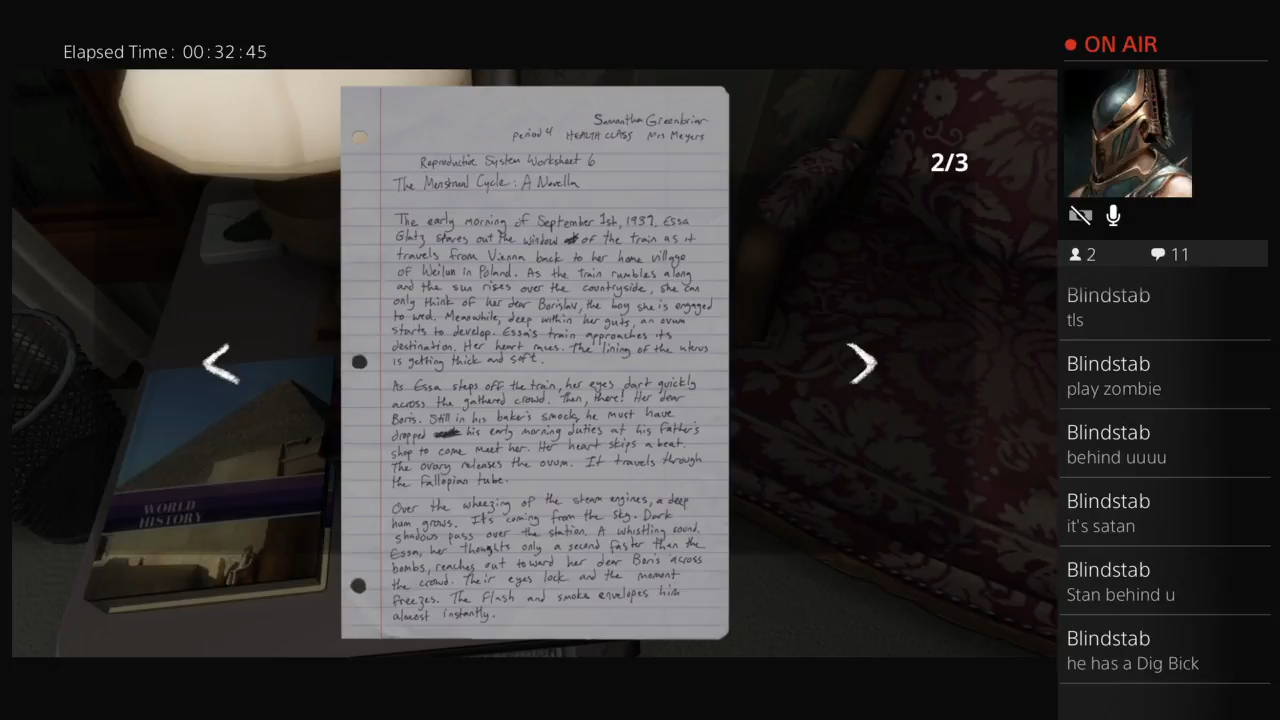 Elapsed Time: 00:32:45
ON AIR
2/3
2
11
Blindstab
tls
Blindstab
play zombie
Blindstab
behind uuuu
Blindstab
it's satan
Blindstab
Stan behind u
Blindstab
he has a Dig Bick
WORLD
HISTORY
Samantha Greenbriar
period 4 HEALTH CLASS Mrs Meyers
Reproductive System Worksheet 6
The Menstrual Cycle: A Novella
The early morning of September 1st, 1939. Essa
Glatz stares out the window of the train as it
travels from Vienna back to her home village
of Weilun in Poland. As the train rumbles along
and the sun rises over the countryside, she can
only think of her dear Borislav, the boy she is engaged
to wed. Meanwhile, deep within her guts, an ovum
starts to develop. Essa's train approaches its
destination. Her heart races. The lining of the uterus
is getting thick and soft.
As Essa steps off the train, her eyes dart quickly
across the gathered crowd. Then, there! Her dear
Boris. Still in his baker's smock, he must have
dropped his early morning duties at his father's
shop to come meet her. Her heart skips a beat.
The ovary releases the ovum. It travels through
the fallopian tube.
Over the wheezing of the steam engines, a deep
hum grows. It's coming from the sky. Dark
shadows pass over the station. A whistling sound.
Essa, her thoughts only a second faster than the
bombs, reaches out toward her dear Boris across
the crowd. Their eyes lock and the moment
freezes. The flash and smoke envelopes him
almost instantly.